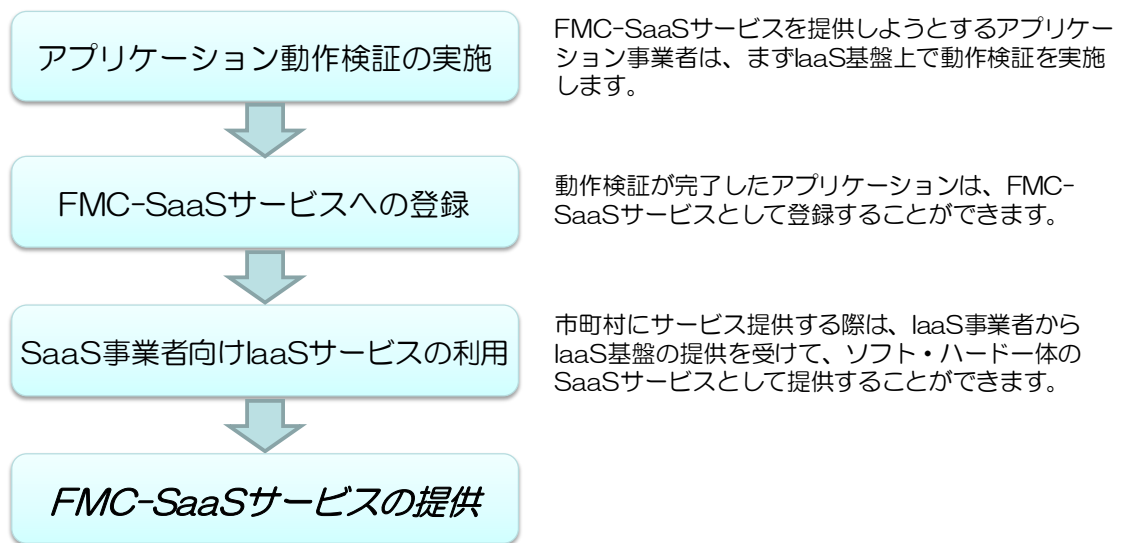 アプリケーション動作検証の実施
FMC-SaaSサービスを提供しようとするアプリケー
ション事業者は、まずIaaS基盤上で動作検証を実施
します。
FMC-SaaSサービスへの登録
動作検証が完了したアプリケーションは、FMC-
SaaSサービスとして登録することができます。
SaaS事業者向けIaaSサービスの利用
市町村にサービス提供する際は、IaaS事業者から
IaaS基盤の提供を受けて、ソフト・ハード一体の
SaaSサービスとして提供することができます。
FMC-SaaSサービスの提供